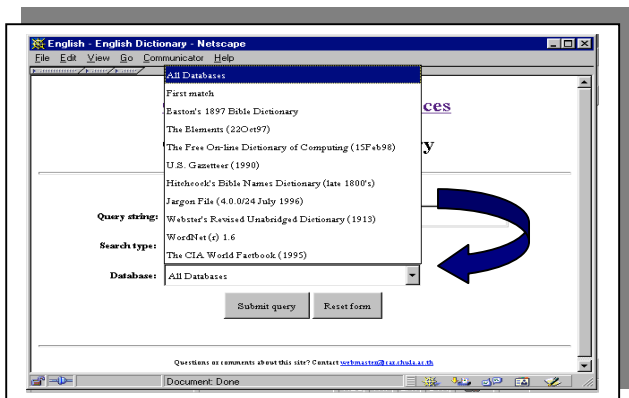 English - English Dictionary - Netscape
File Edit View Go Communicator Help
All Databases
First match
Easton's 1897 Bible Dictionary
ces
The Elements (22Oct97)
The Free On-line Dictionary of Computing (15Feb98)
y
U.S. Gazetteer (1990)
Hitchcock's Bible Names Dictionary (late 1800's)
Jargon File (4.0.0/24 July 1996)
Query string:
Webster's Revised Unabridged Dictionary (1913)
WordNet (r) 1.6
Search type:
The CIA World Factbook (1995)
Database: All Databases
Submit query Reset form
Questions or comments about this site? Contact
Document: Done